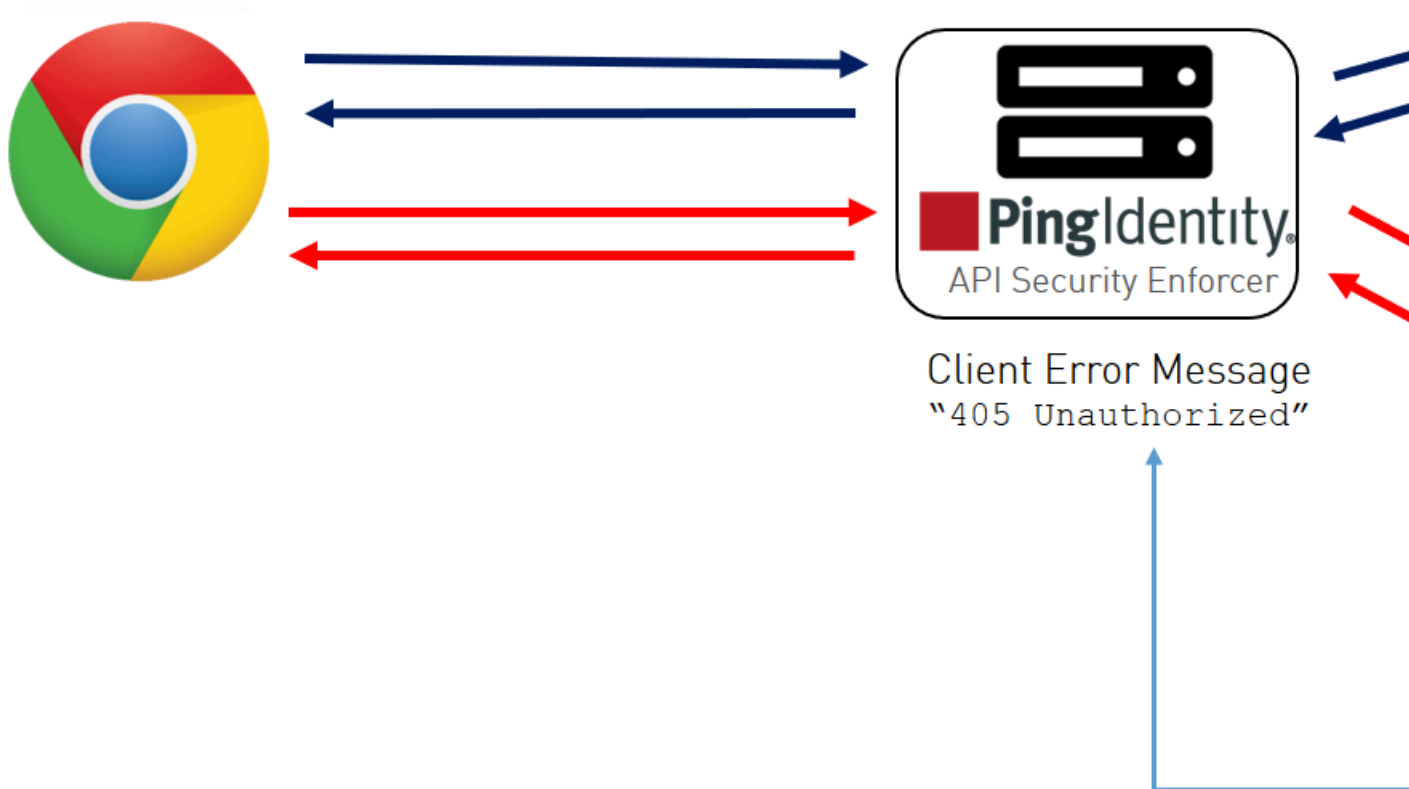 PingIdentity®
API Security Enforcer
Client Error Message
“405 Unauthorized”